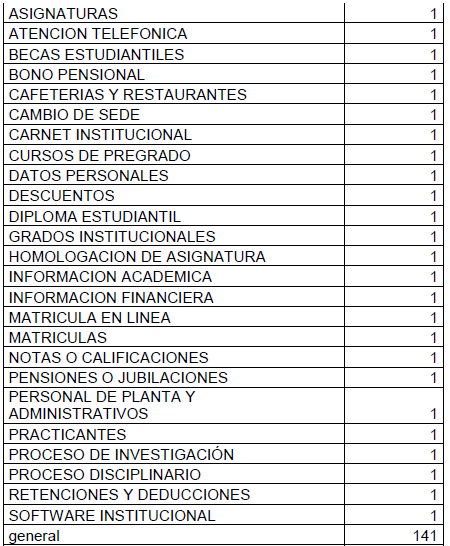 ASIGNATURAS 1
ATENCION TELEFONICA 1
BECAS ESTUDIANTILES 1
BONO PENSIONAL 1
CAFETERIAS Y RESTAURANTES 1
CAMBIO DE SEDE 1
CARNET INSTITUCIONAL 1
CURSOS DE PREGRADO 1
DATOS PERSONALES 1
DESCUENTOS 1
DIPLOMA ESTUDIANTIL 1
GRADOS INSTITUCIONALES 1
HOMOLOGACION DE ASIGNATURA 1
INFORMACION ACADEMICA 1
INFORMACION FINANCIERA 1
MATRICULA EN LINEA 1
MATRICULAS 1
NOTAS O CALIFICACIONES 1
PENSIONES O JUBILACIONES 1
PERSONAL DE PLANTA Y
ADMINISTRATIVOS 1
PRACTICANTES 1
PROCESO DE INVESTIGACIÓN 1
PROCESO DISCIPLINARIO 1
RETENCIONES Y DEDUCCIONES 1
SOFTWARE INSTITUCIONAL 1
general 141